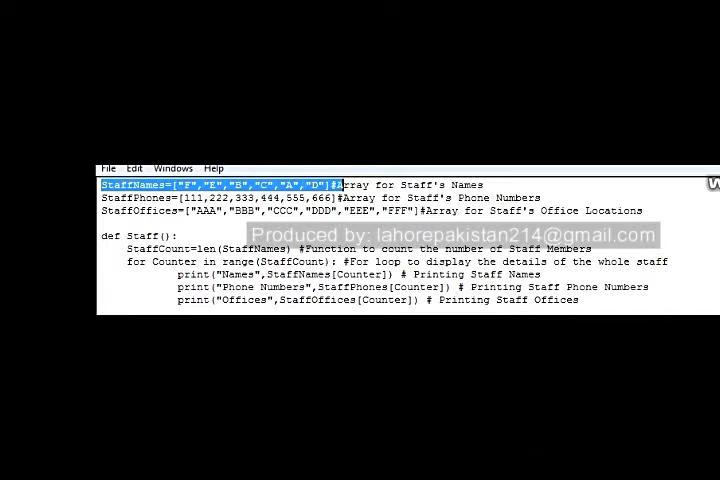 File Edit Windows Help
StaffNames=["F","E","B","C","A","D"]#Array for Staff's Names
StaffPhones=[111,222,333,444,555,666]#Array for Staff's Phone Numbers
StaffOffices=["AAA","BBB","CCC","DDD","EEE","FFF"]#Array for Staff's Office Locations
Produced by: lahorepakistan214@gmail.com
def Staff():
StaffCount=len(StaffNames) #Function to count the number of Staff Members
for Counter in range(StaffCount): #For loop to display the details of the whole staff
print("Names",StaffNames[Counter]) # Printing Staff Names
print("Phone Numbers",StaffPhones[Counter]) # Printing Staff Phone Numbers
print("Offices",StaffOffices[Counter]) # Printing Staff Offices